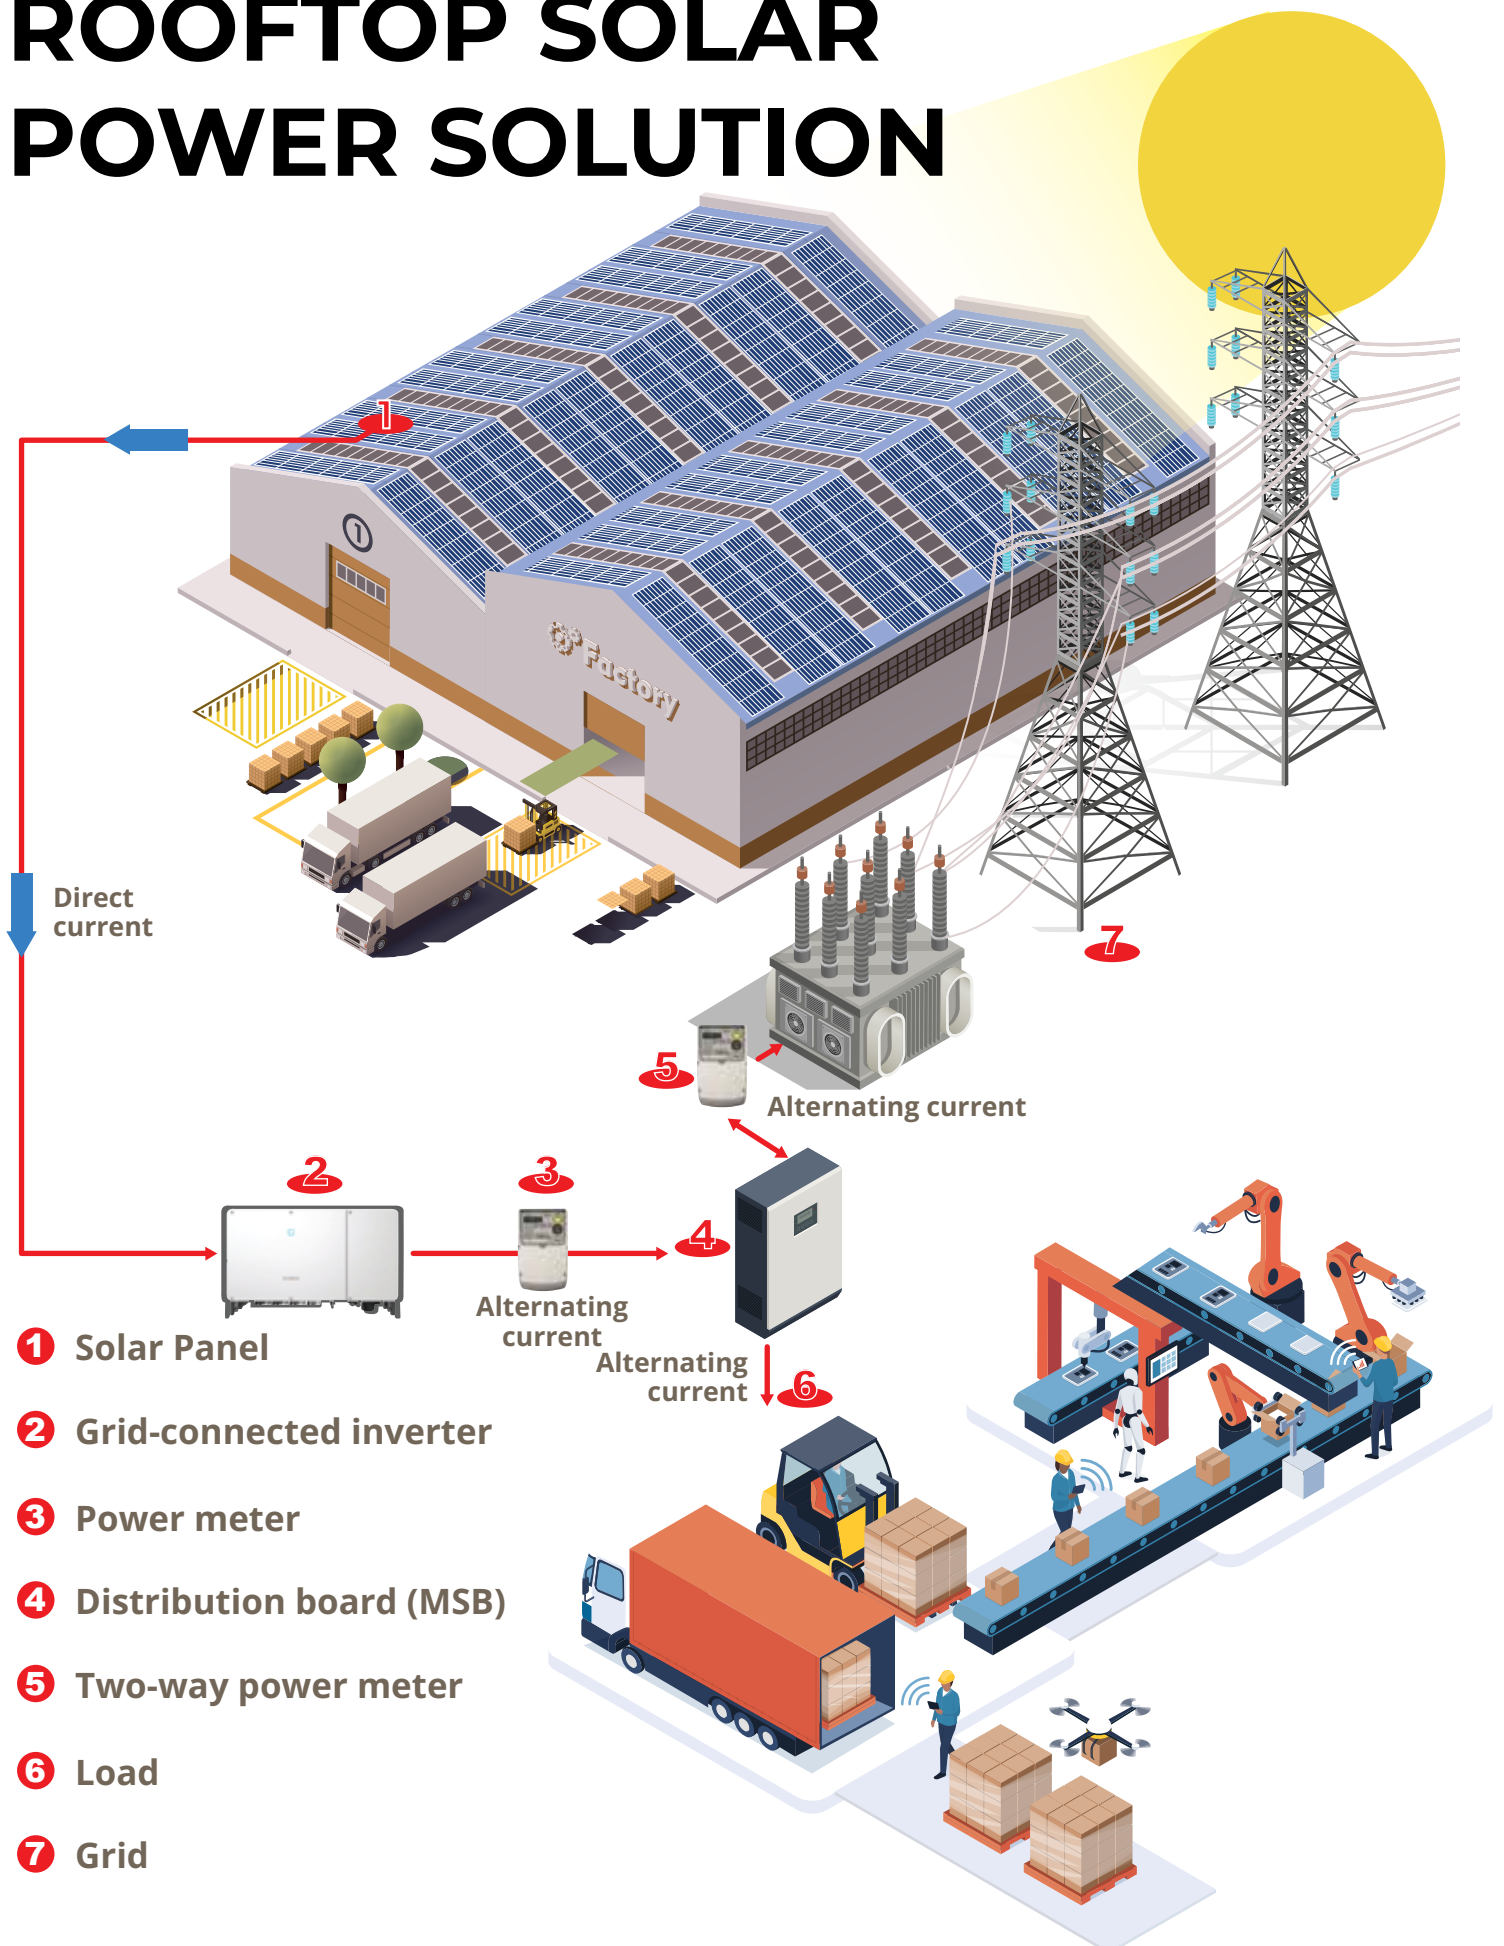 ROOFTOP SOLAR
POWER SOLUTION
1
1
Factory
Direct
current
7
5
Alternating current
2
3
4
Alternating
current
Alternating
current
6
1 Solar Panel
2 Grid-connected inverter
3 Power meter
4 Distribution board (MSB)
5 Two-way power meter
6 Load
7 Grid